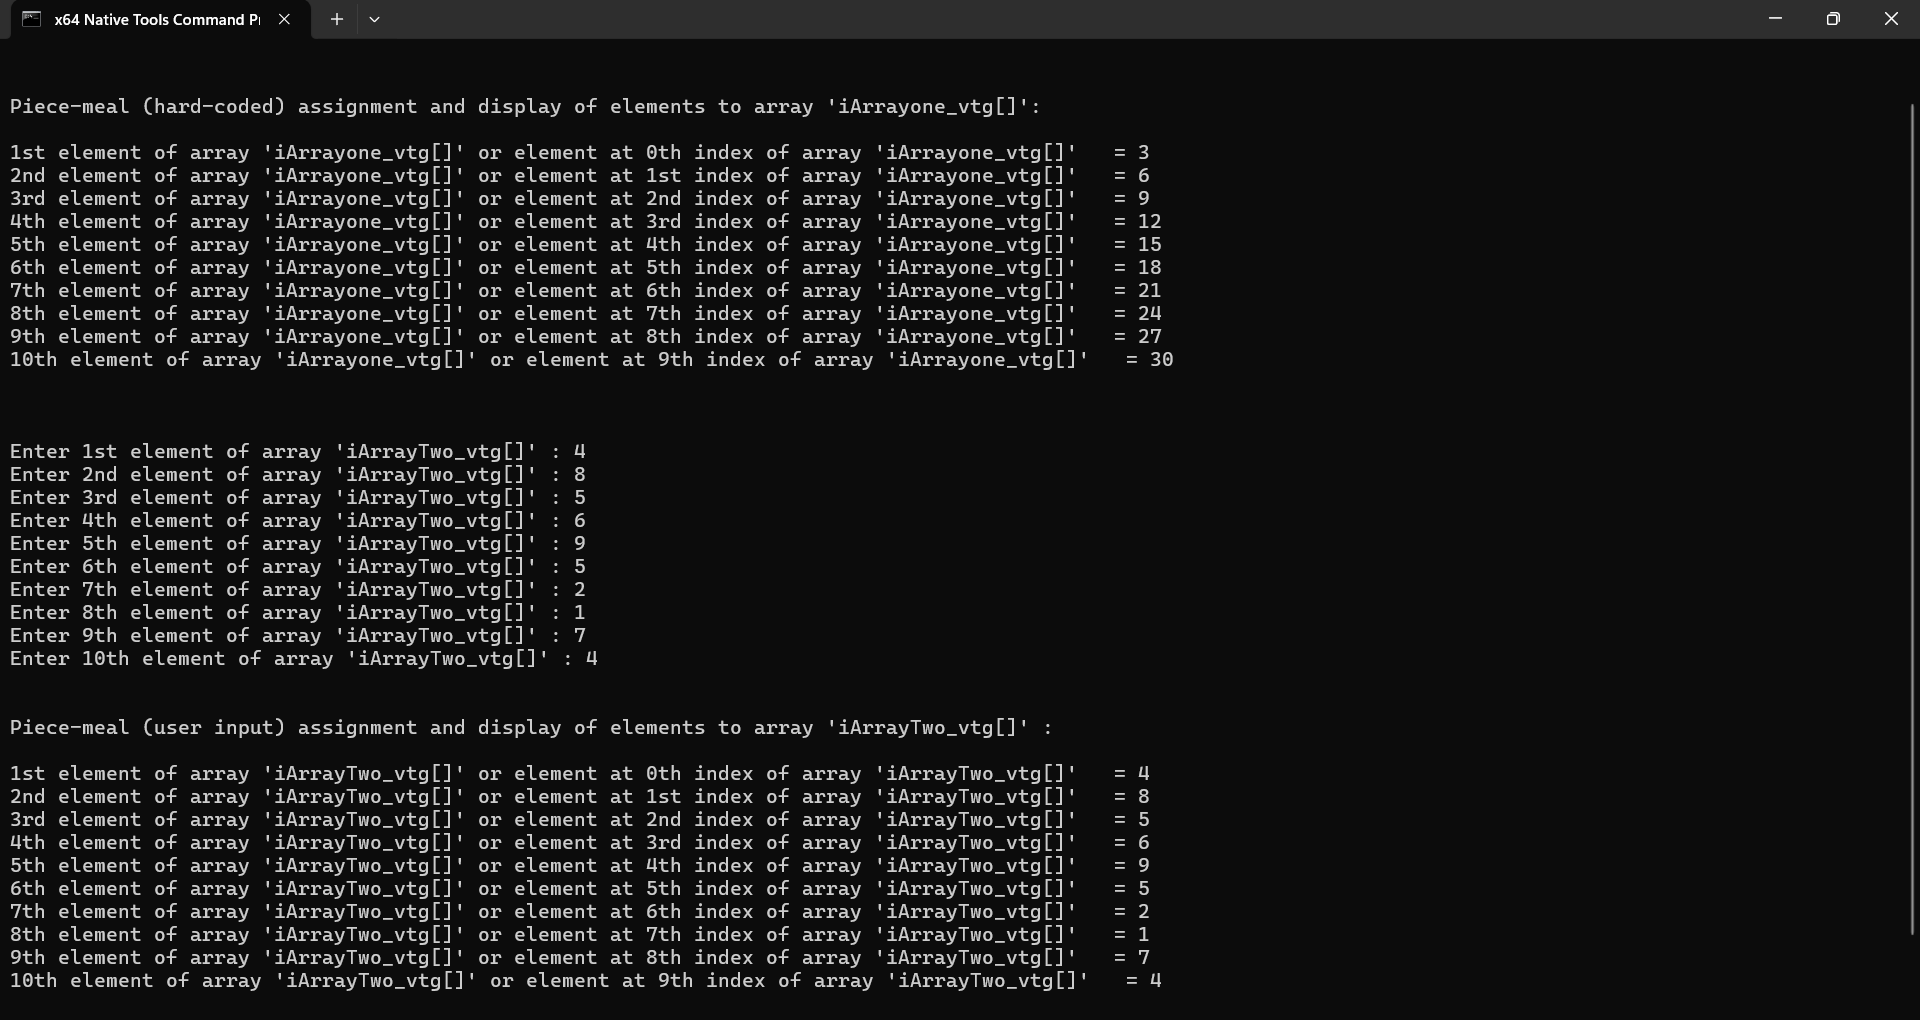 x64 Native Tools Command P
Piece-meal (hard-coded) assignment and display of elements to array 'iArrayone_vtg[]':
1st element of array 'iArrayone_vtg[]' or element at 0th index of array 'iArrayone_vtg[]'   = 3
2nd element of array 'iArrayone_vtg[]' or element at 1st index of array 'iArrayone_vtg[]'   = 6
3rd element of array 'iArrayone_vtg[]' or element at 2nd index of array 'iArrayone_vtg[]'   = 9
4th element of array 'iArrayone_vtg[]' or element at 3rd index of array 'iArrayone_vtg[]'   = 12
5th element of array 'iArrayone_vtg[]' or element at 4th index of array 'iArrayone_vtg[]'   = 15
6th element of array 'iArrayone_vtg[]' or element at 5th index of array 'iArrayone_vtg[]'   = 18
7th element of array 'iArrayone_vtg[]' or element at 6th index of array 'iArrayone_vtg[]'   = 21
8th element of array 'iArrayone_vtg[]' or element at 7th index of array 'iArrayone_vtg[]'   = 24
9th element of array 'iArrayone_vtg[]' or element at 8th index of array 'iArrayone_vtg[]'   = 27
10th element of array 'iArrayone_vtg[]' or element at 9th index of array 'iArrayone_vtg[]'   = 30
Enter 1st element of array 'iArrayTwo_vtg[]' : 4
Enter 2nd element of array 'iArrayTwo_vtg[]' : 8
Enter 3rd element of array 'iArrayTwo_vtg[]' : 5
Enter 4th element of array 'iArrayTwo_vtg[]' : 6
Enter 5th element of array 'iArrayTwo_vtg[]' : 9
Enter 6th element of array 'iArrayTwo_vtg[]' : 5
Enter 7th element of array 'iArrayTwo_vtg[]' : 2
Enter 8th element of array 'iArrayTwo_vtg[]' : 1
Enter 9th element of array 'iArrayTwo_vtg[]' : 7
Enter 10th element of array 'iArrayTwo_vtg[]' : 4
Piece-meal (user input) assignment and display of elements to array 'iArrayTwo_vtg[]' :
1st element of array 'iArrayTwo_vtg[]' or element at 0th index of array 'iArrayTwo_vtg[]'   = 4
2nd element of array 'iArrayTwo_vtg[]' or element at 1st index of array 'iArrayTwo_vtg[]'   = 8
3rd element of array 'iArrayTwo_vtg[]' or element at 2nd index of array 'iArrayTwo_vtg[]'   = 5
4th element of array 'iArrayTwo_vtg[]' or element at 3rd index of array 'iArrayTwo_vtg[]'   = 6
5th element of array 'iArrayTwo_vtg[]' or element at 4th index of array 'iArrayTwo_vtg[]'   = 9
6th element of array 'iArrayTwo_vtg[]' or element at 5th index of array 'iArrayTwo_vtg[]'   = 5
7th element of array 'iArrayTwo_vtg[]' or element at 6th index of array 'iArrayTwo_vtg[]'   = 2
8th element of array 'iArrayTwo_vtg[]' or element at 7th index of array 'iArrayTwo_vtg[]'   = 1
9th element of array 'iArrayTwo_vtg[]' or element at 8th index of array 'iArrayTwo_vtg[]'   = 7
10th element of array 'iArrayTwo_vtg[]' or element at 9th index of array 'iArrayTwo_vtg[]'   = 4